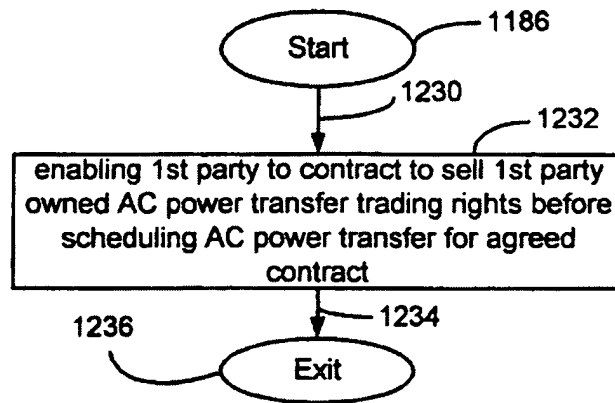 Start
1186
1230
1232
enabling 1st party to contract to sell 1st party
owned AC power transfer trading rights before
scheduling AC power transfer for agreed
contract
1234
1236
Exit